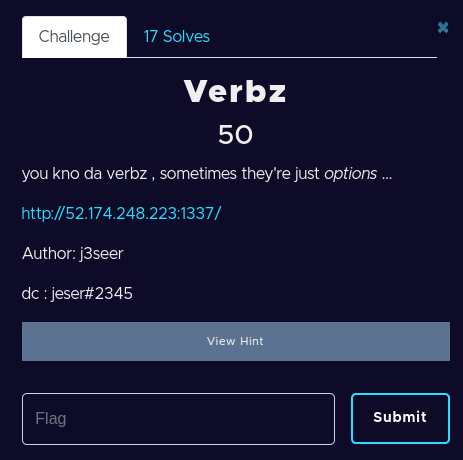 Challenge 17 Solves ×
Verbz
50
you kno da verbz , sometimes they're just options ...
http://52.174.248.223:1337/
Author: j3seer
dc : jeser#2345
View Hint
Flag Submit